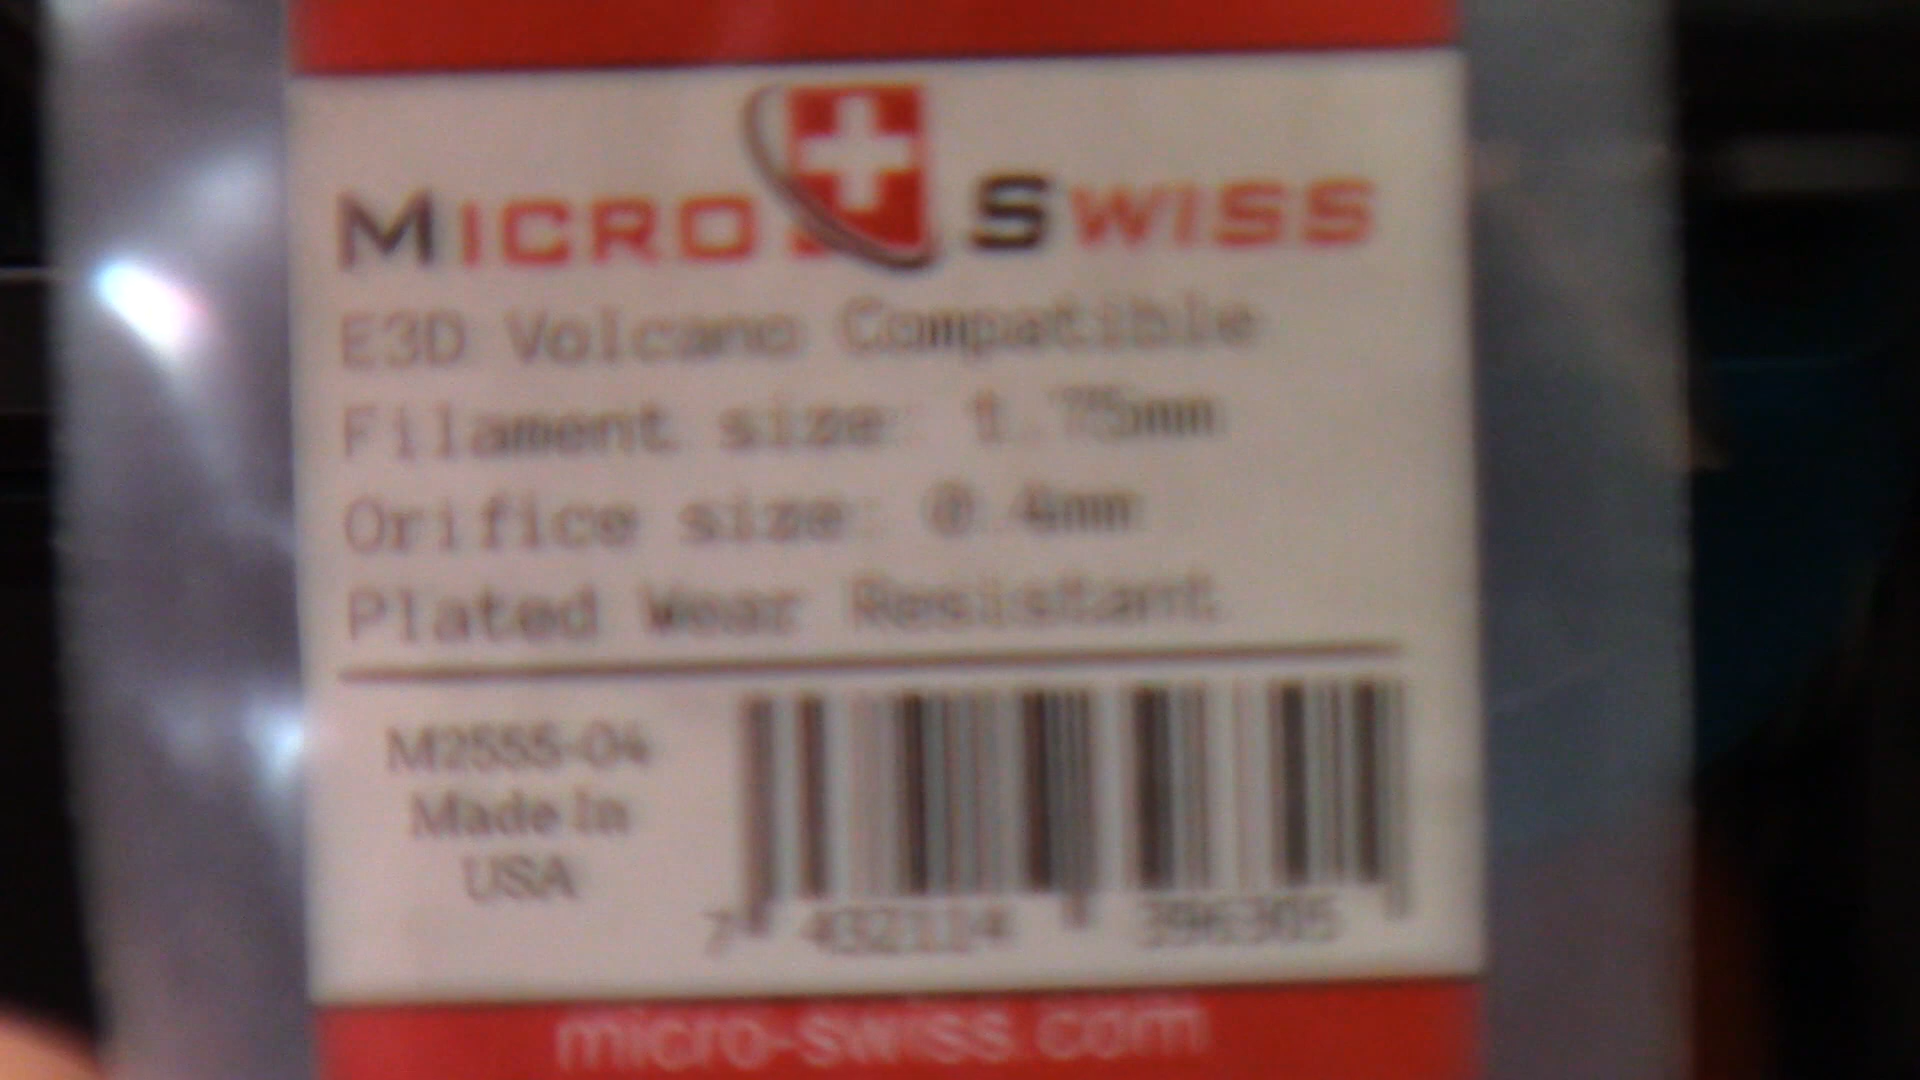 MICRO SWISS
E3D Volcano Compatible
Filament size: 1.75mm
Orifice size: 0.4mm
Plated Wear Resistant
M2555-04
Made in
USA
7 432114 396305
micro-swiss.com